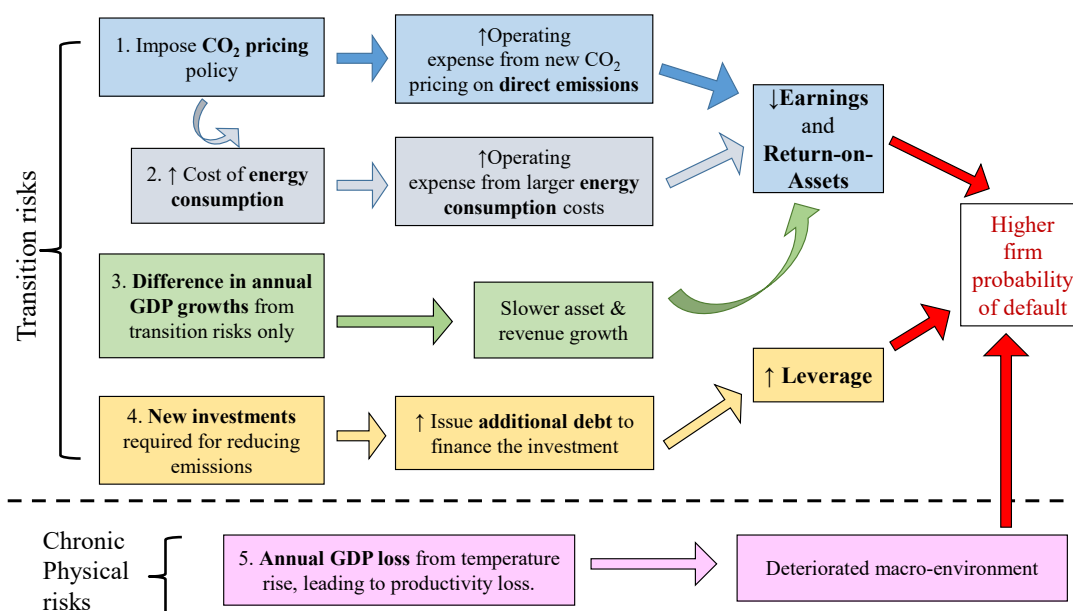 1. Impose CO₂ pricing
policy
↑Operating
expense from new CO₂
pricing on direct emissions
↓Earnings
and
Return-on-
Assets
2. ↑ Cost of energy
consumption
↑Operating
expense from larger energy
consumption costs
Transition risks
Higher
firm
probability
of default
3. Difference in annual
GDP growths from
transition risks only
Slower asset &
revenue growth
↑ Leverage
4. New investments
required for reducing
emissions
↑ Issue additional debt to
finance the investment
Chronic
Physical
risks
5. Annual GDP loss from temperature
rise, leading to productivity loss.
Deteriorated macro-environment